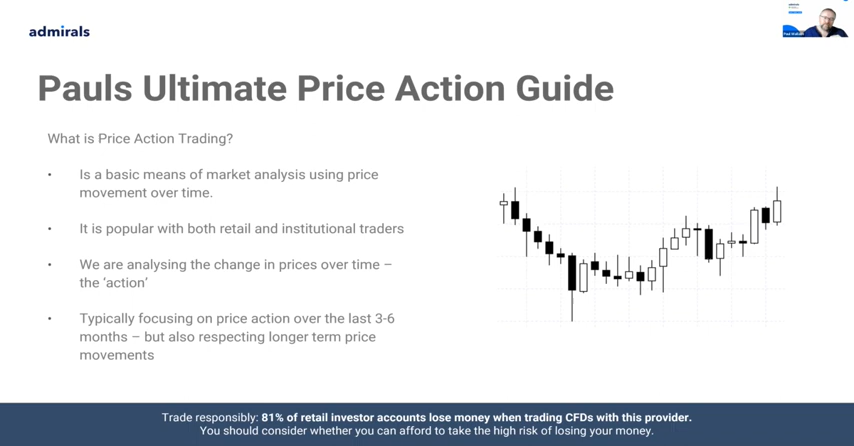 admirals
Pauls Ultimate Price Action Guide
What is Price Action Trading?
• Is a basic means of market analysis using price
movement over time.
• It is popular with both retail and institutional traders
• We are analysing the change in prices over time –
the ‘action’
• Typically focusing on price action over the last 3-6
months – but also respecting longer term price
movements
Trade responsibly: 81% of retail investor accounts lose money when trading CFDs with this provider.
You should consider whether you can afford to take the high risk of losing your money.